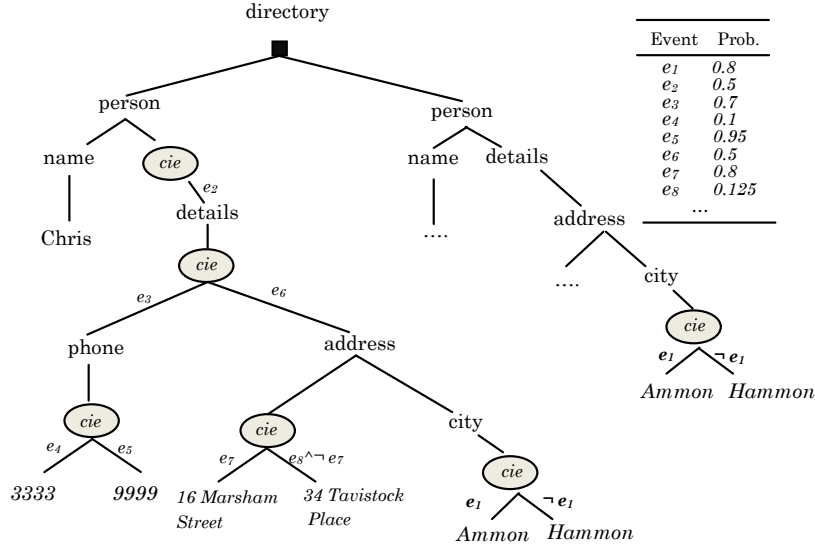 directory
Event Prob.
e1 0.8
e2 0.5
e3 0.7
e4 0.1
e5 0.95
e6 0.5
e7 0.8
e8 0.125
...
person
person
name
cie
name
details
e2
details
address
Chris
....
cie
....
city
e3
e6
cie
phone
address
e1
¬ e1
Ammon
Hammon
cie
cie
city
e4
e5
e7
e8^¬ e7
cie
3333
9999
16 Marsham
Street
34 Tavistock
Place
e1
¬ e1
Ammon
Hammon